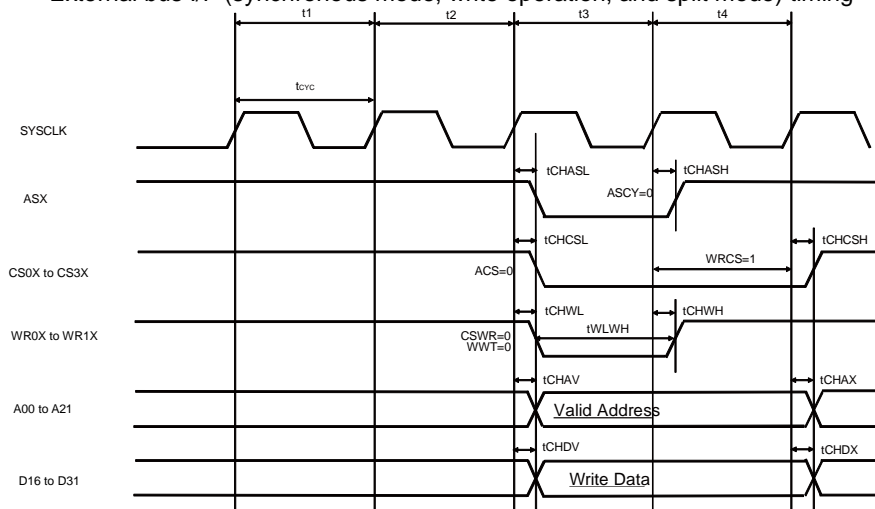 External bus I/F (synchronous mode, write operation, and split mode) timing
t1 t2 t3 t4
tCYC
SYSCLK
tCHASL tCHASH
ASCY=0
ASX
tCHCSL tCHCSH
WRCS=1
ACS=0
CS0X to CS3X
tCHWL tCHWH
tWLWH
CSWR=0
WWT=0
WR0X to WR1X
tCHAV tCHAX
A00 to A21
Valid Address
tCHDV tCHDX
D16 to D31
Write Data